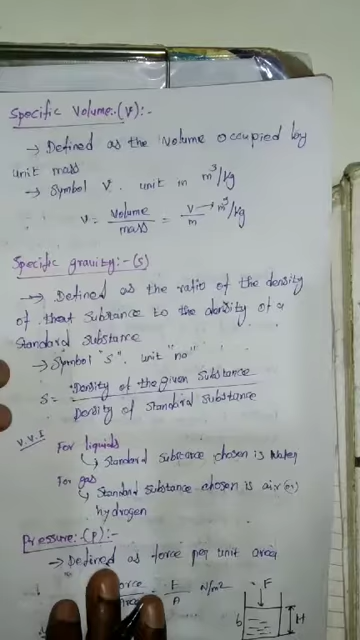 Specific Volume:-(V):-
→ Defined as the Volume occupied by
unit mass
→ Symbol V. unit in m³/kg
V = Volume/mass = V/m → m³/kg
Specific gravity:-(S)
→ Defined as the ratio of the density
of that Substance to the density of a
Standard substance
→ Symbol "S". unit "no"
S = Density of the given Substance
Density of Standard Substance
V.V.I
For liquids
↳ Standard Substance chosen is Water
For gas
↳ Standard Substance chosen is air (or)
hydrogen
Pressure:-(P):-
→ Defined as force per unit area
F/A N/m² F
b H